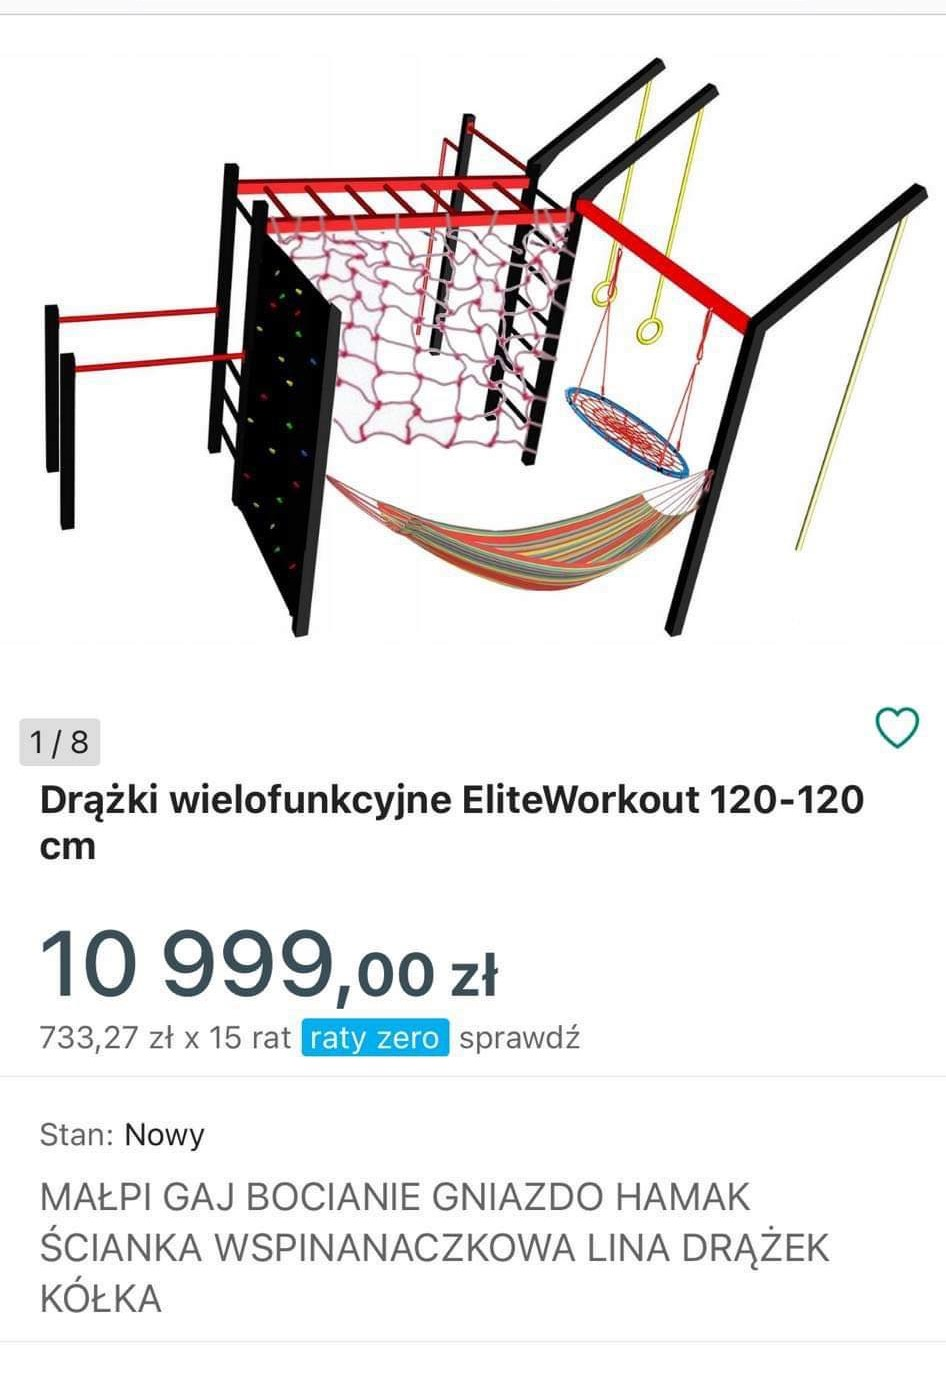 1 / 8
Drążki wielofunkcyjne EliteWorkout 120-120
cm
10 999,00 zł
733,27 zł x 15 rat raty zero sprawdź
Stan: Nowy
MAŁPI GAJ BOCIANIE GNIAZDO HAMAK
ŚCIANKA WSPINANACZKOWA LINA DRĄŻEK
KÓŁKA